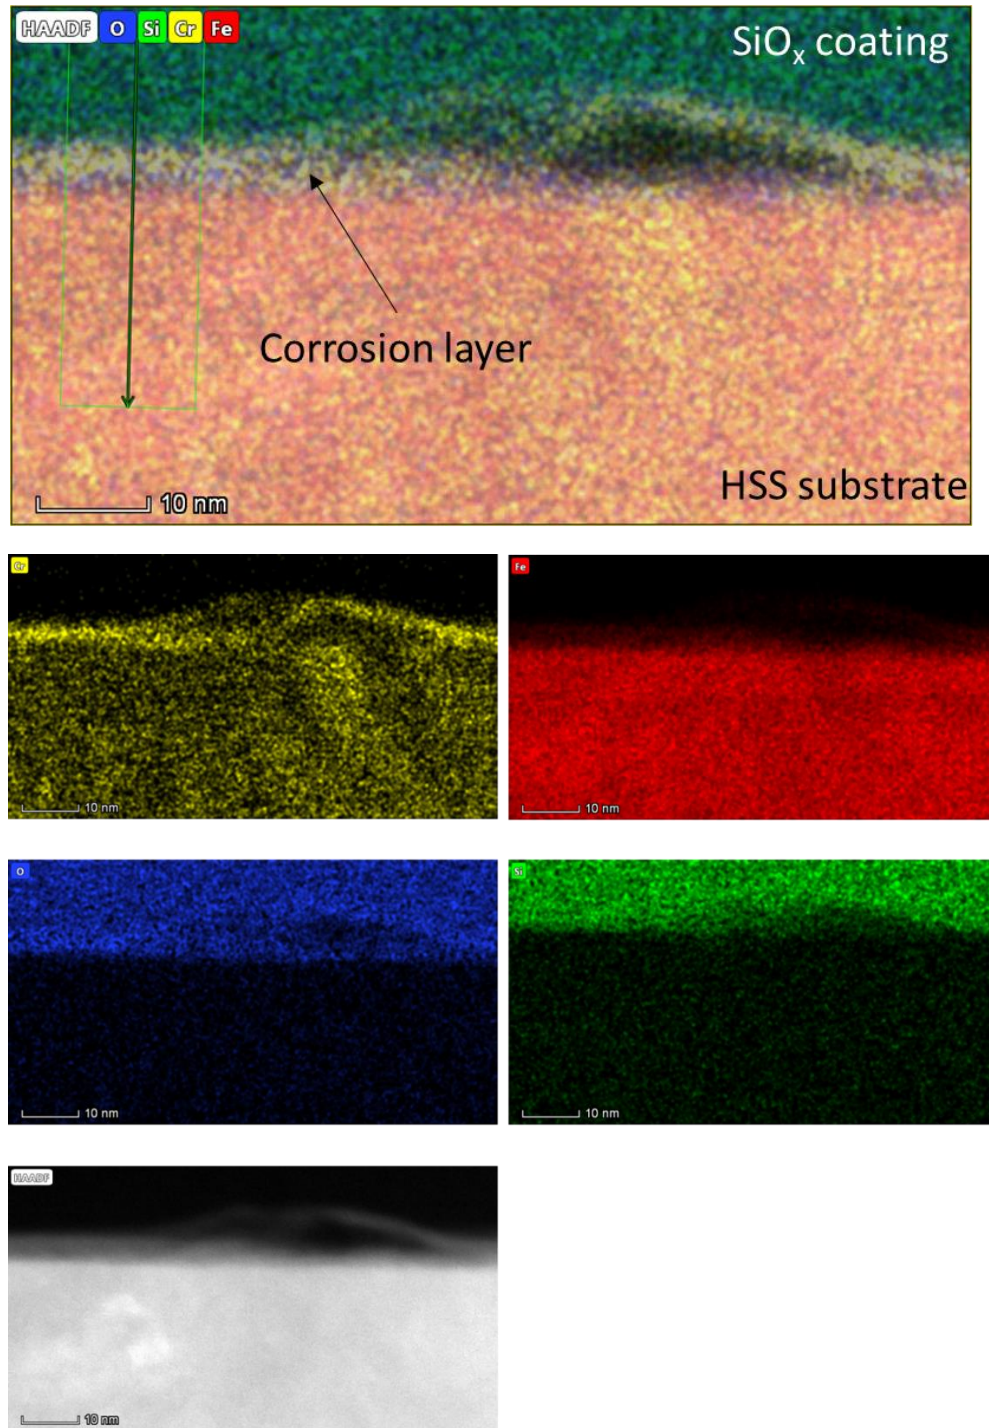 HAADF O Si Cr Fe
SiOx coating
Corrosion layer
HSS substrate
10 nm
Cr
10 nm
Fe
10 nm
O
10 nm
Si
10 nm
HAADF
10 nm